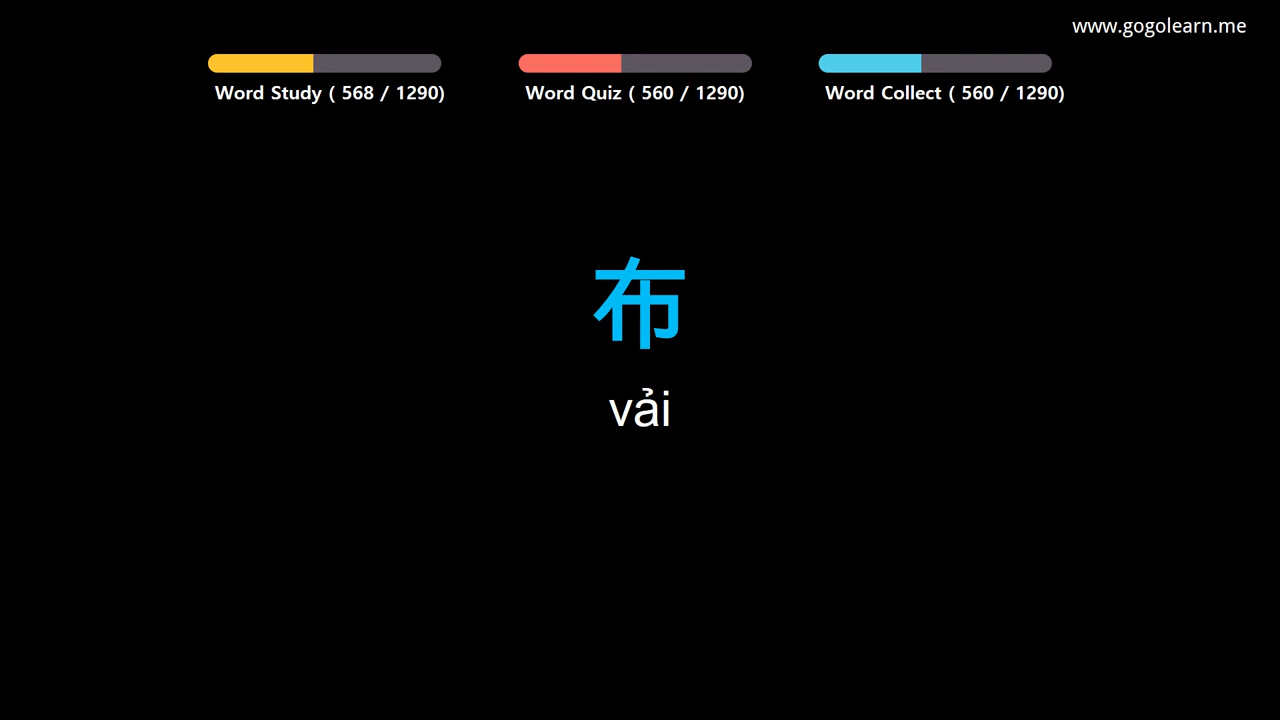 www.gogolearn.me
Word Study ( 568 / 1290)
Word Quiz ( 560 / 1290)
Word Collect ( 560 / 1290)
布
vải